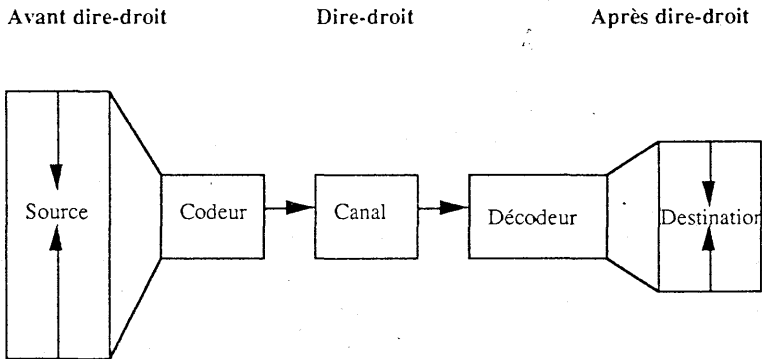 Avant dire-droit Dire-droit Après dire-droit
Source Codeur Canal Décodeur Destination